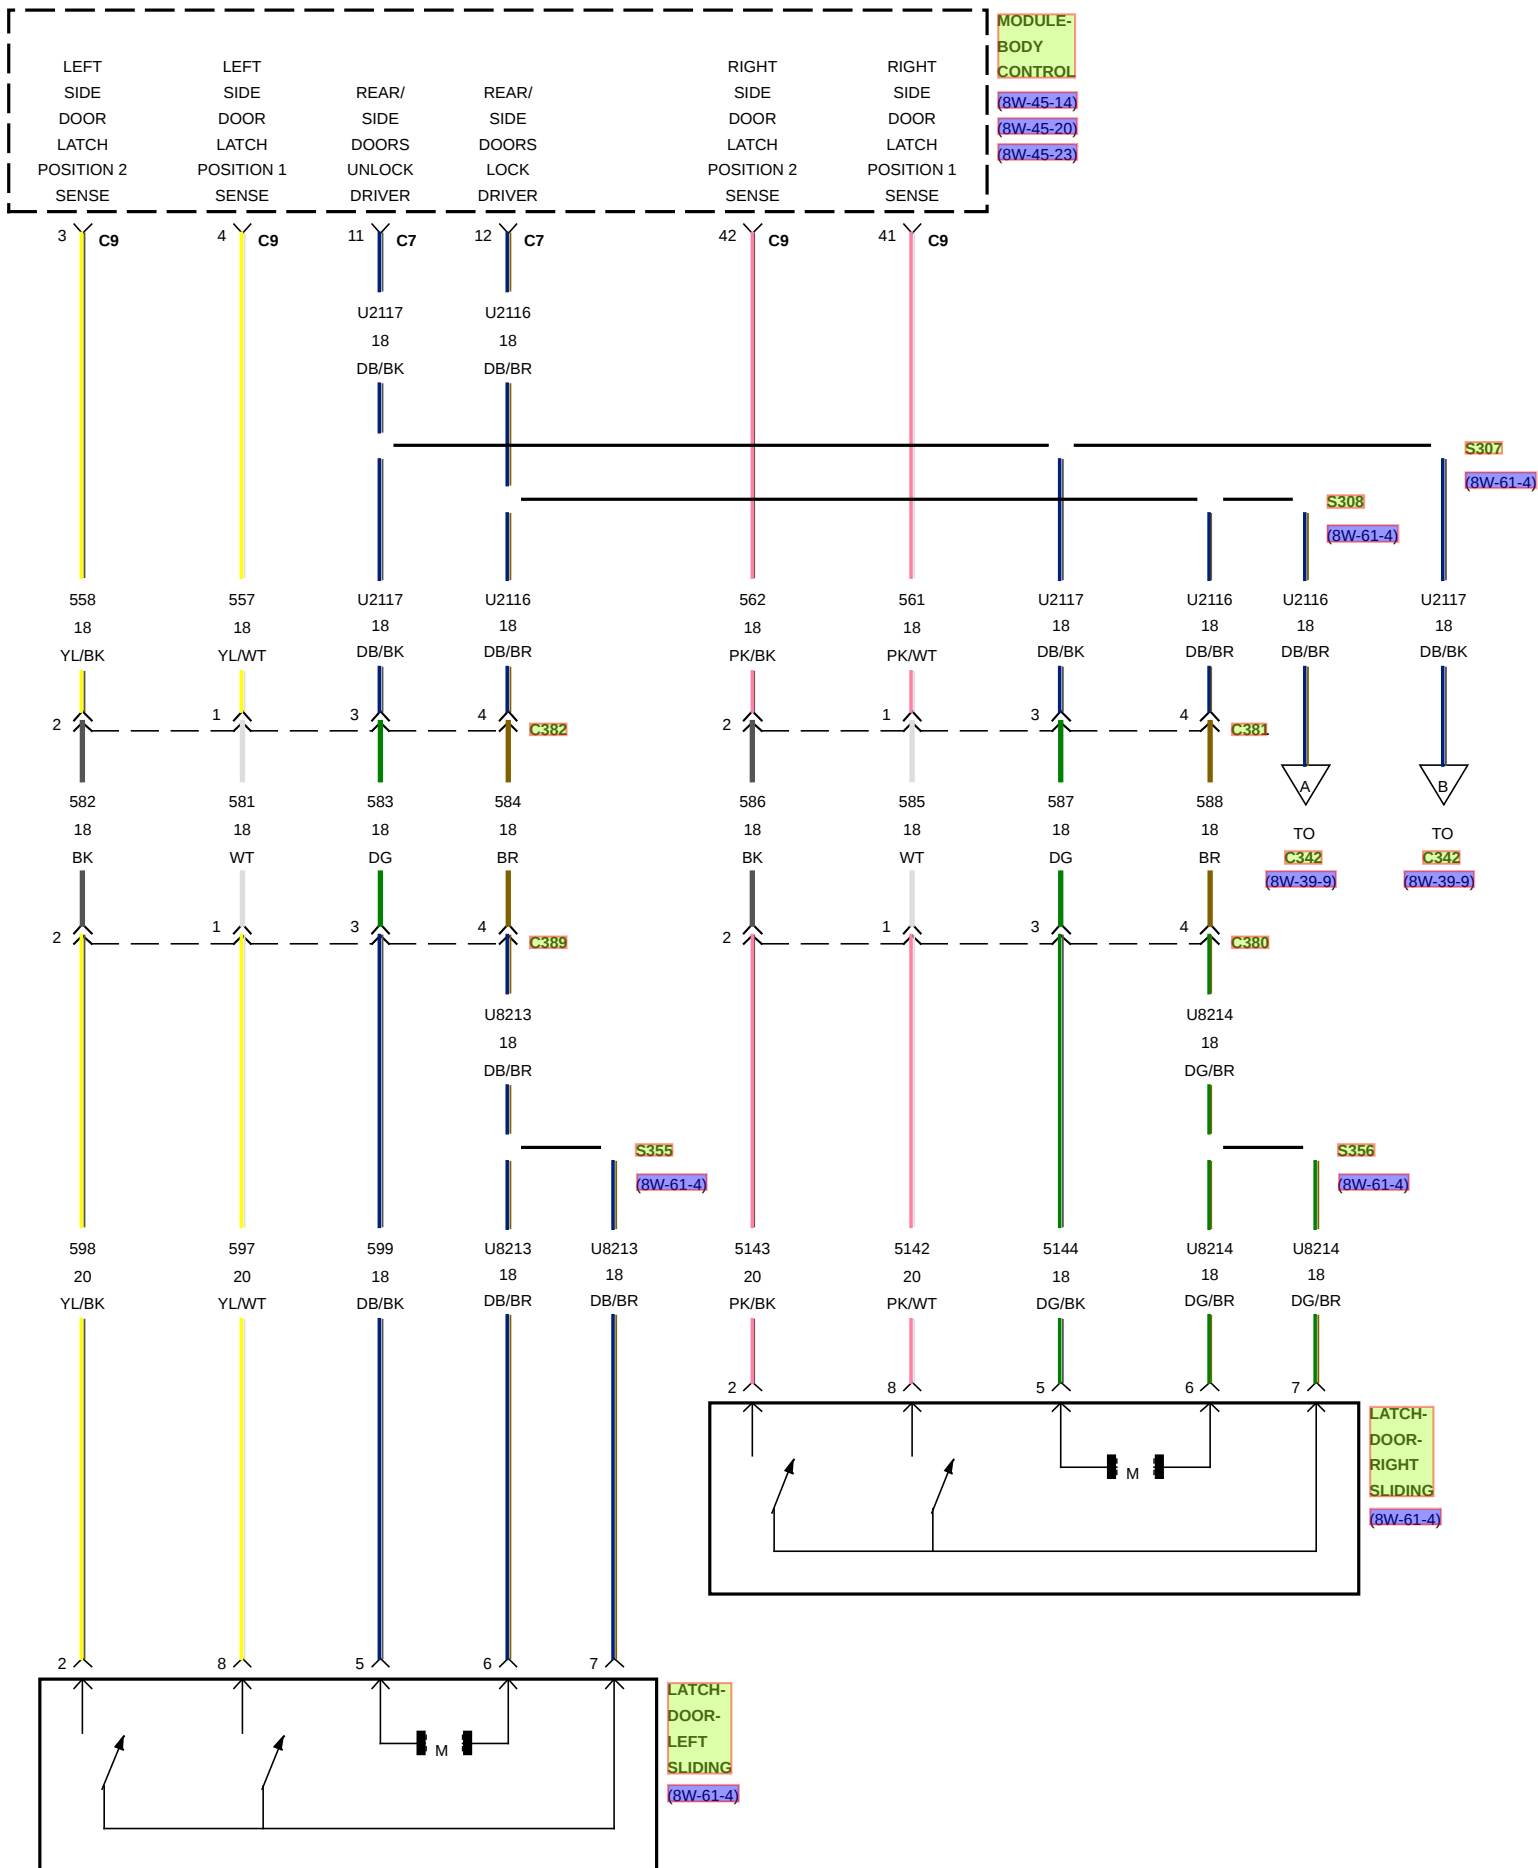 LEFT
SIDE
DOOR
LATCH
POSITION 2
SENSE
LEFT
SIDE
DOOR
LATCH
POSITION 1
SENSE
REAR/
SIDE
DOORS
UNLOCK
DRIVER
REAR/
SIDE
DOORS
LOCK
DRIVER
RIGHT
SIDE
DOOR
LATCH
POSITION 2
SENSE
RIGHT
SIDE
DOOR
LATCH
POSITION 1
SENSE
MODULE-
BODY
CONTROL
(8W-45-14)
(8W-45-20)
(8W-45-23)
3 C9 4 C9 11 C7 12 C7 42 C9 41 C9
U2117 U2116
18 18
DB/BK DB/BR
S307
(8W-61-4)
S308
(8W-61-4)
558 557 U2117 U2116 562 561 U2117 U2116 U2116 U2117
18 18 18 18 18 18 18 18 18 18
YL/BK YL/WT DB/BK DB/BR PK/BK PK/WT DB/BK DB/BR DB/BR DB/BK
2 1 3 4 C382 2 1 3 4 C381
A B
582 581 583 584 586 585 587 588
18 18 18 18 18 18 18 18
BK WT DG BR BK WT DG BR
TO
C342
(8W-39-9)
TO
C342
(8W-39-9)
2 1 3 4 C389 2 1 3 4 C380
U8213 U8214
18 18
DB/BR DG/BR
S355
(8W-61-4)
S356
(8W-61-4)
598 597 599 U8213 U8213 5143 5142 5144 U8214 U8214
20 20 18 18 18 20 20 18 18 18
YL/BK YL/WT DB/BK DB/BR DB/BR PK/BK PK/WT DG/BK DG/BR DG/BR
2 8 5 6 7
M
LATCH-
DOOR-
RIGHT
SLIDING
(8W-61-4)
2 8 5 6 7
M
LATCH-
DOOR-
LEFT
SLIDING
(8W-61-4)